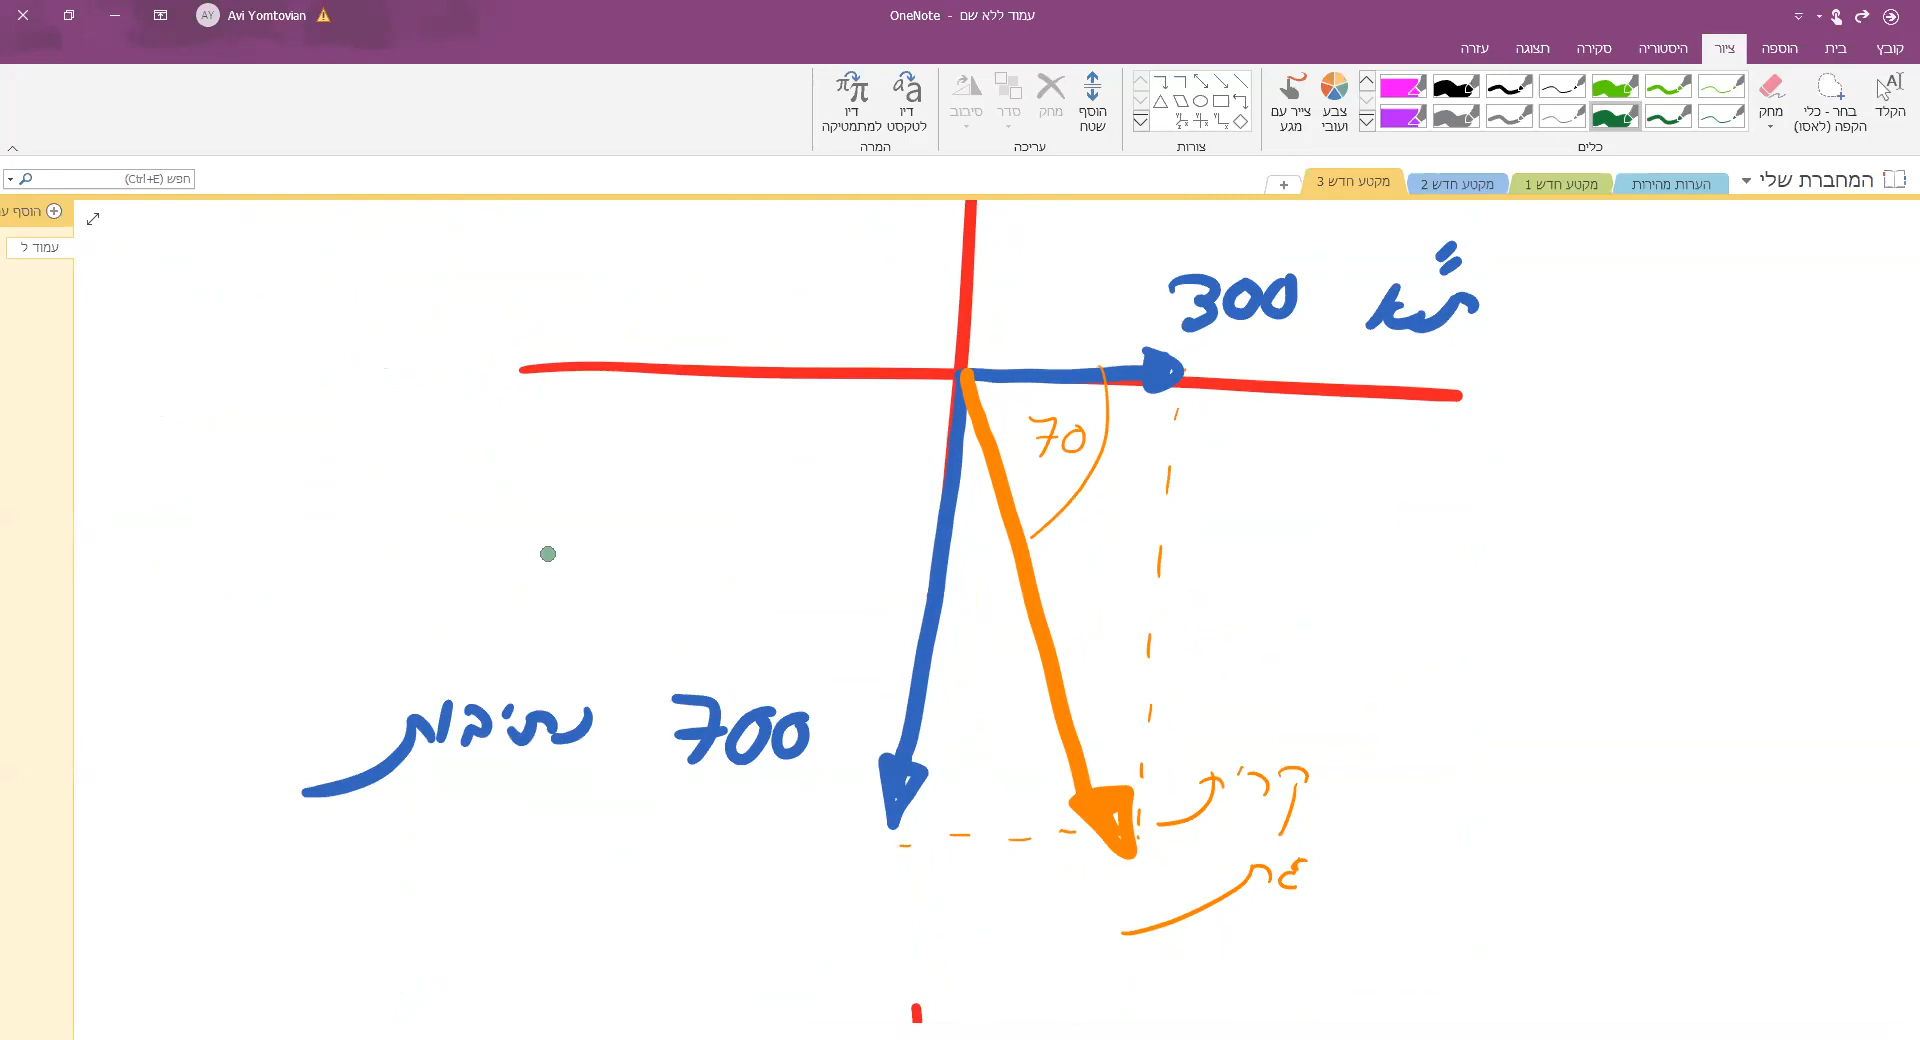 Avi Yomtovian
עמוד ללא שם - OneNote
קובץ בית הוספה ציור היסטוריה סקירה תצוגה עזרה
הקלד
בחר - כלי הקפה (לאסו)
מחק
כלים
צבע ועובי
צייר עם מגע
צורות
הוסף שטח
מחק
סדר
סיבוב
עריכה
דיו לטקסט
דיו למתמטיקה
המרה
המחברת שלי
הערות מהירות
מקטע חדש 1
מקטע חדש 2
מקטע חדש 3
חפש (Ctrl+E)
הוסף ע
עמוד ל
ת"א 300
70
נתיבות 700
קרית
גת